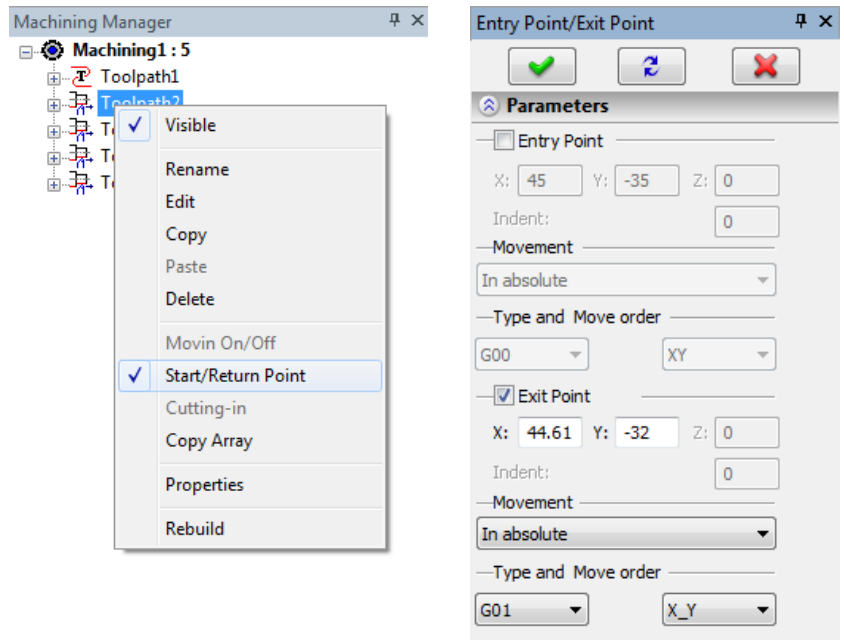 Machining Manager
Machining1 : 5
Toolpath1
Toolpath2
Visible
Rename
Edit
Copy
Paste
Delete
Movin On/Off
Start/Return Point
Cutting-in
Copy Array
Properties
Rebuild
Entry Point/Exit Point
Parameters
Entry Point
X: 45 Y: -35 Z: 0
Indent: 0
Movement
In absolute
Type and Move order
G00 XY
Exit Point
X: 44.61 Y: -32 Z: 0
Indent: 0
Movement
In absolute
Type and Move order
G01 X_Y